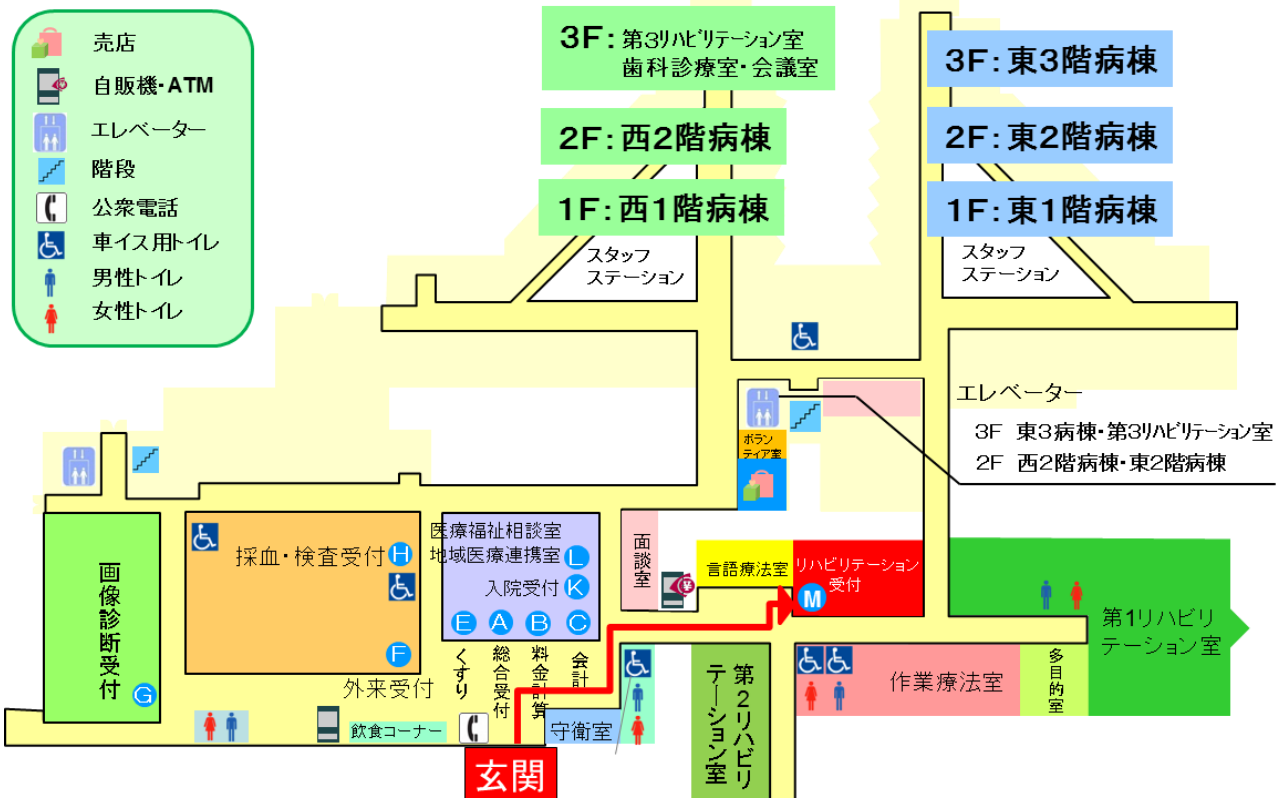 売店
自販機・ATM
エレベーター
階段
公衆電話
車イス用トイレ
男性トイレ
女性トイレ
3F：第3リハビリテーション室
歯科診療室・会議室
2F：西2階病棟
1F：西1階病棟
スタッフ
ステーション
3F：東3階病棟
2F：東2階病棟
1F：東1階病棟
スタッフ
ステーション
エレベーター
3F 東3病棟・第3リハビリテーション室
2F 西2階病棟・東2階病棟
ボラン
ティア室
画像診断受付
G
採血・検査受付 H
F
外来受付
医療福祉相談室
地域医療連携室 L
入院受付 K
E A B C
くすり
総合受付
料金計算
会計
面談室
¥
言語療法室
リハビリテーション
受付
M
第1リハビリ
テーション室
多目的室
作業療法室
第2リハビリ
テーション室
飲食コーナー
守衛室
玄関